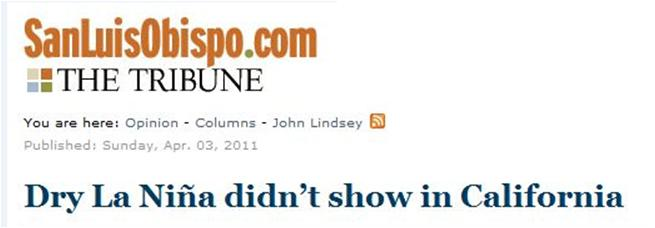 SanLuisObispo.com
THE TRIBUNE
You are here: Opinion - Columns - John Lindsey
Published: Sunday, Apr. 03, 2011
Dry La Niña didn’t show in California